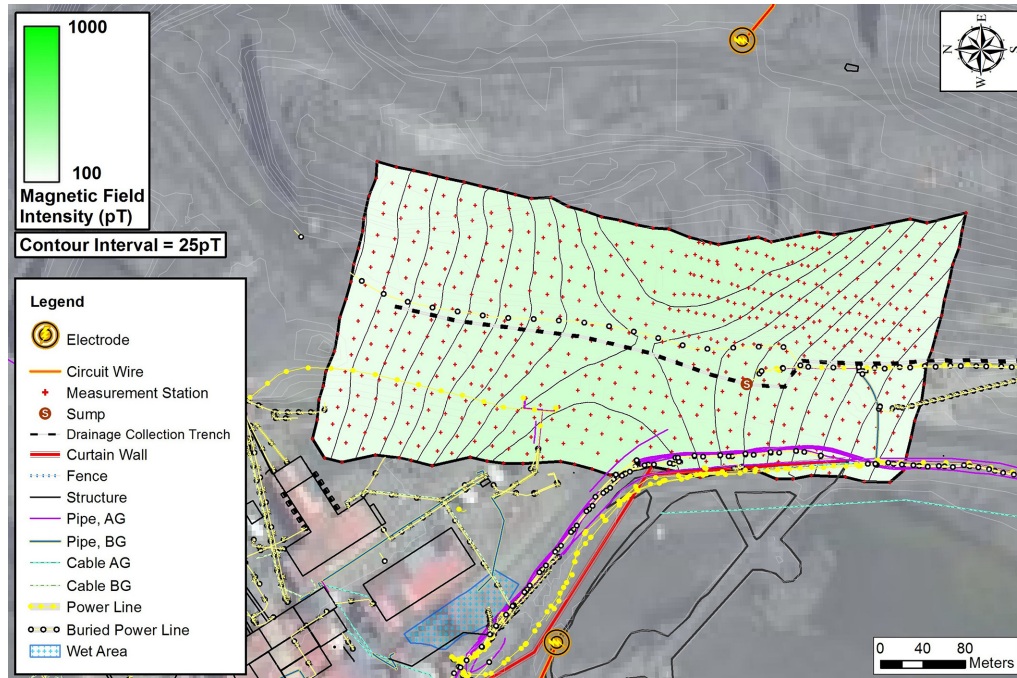 1000
100
Magnetic Field
Intensity (pT)
Contour Interval = 25pT
Legend
Electrode
Circuit Wire
Measurement Station
S
Sump
Drainage Collection Trench
Curtain Wall
Fence
Structure
Pipe, AG
Pipe, BG
Cable AG
Cable BG
Power Line
Buried Power Line
Wet Area
E
N
S
W
S
0 40 80
Meters